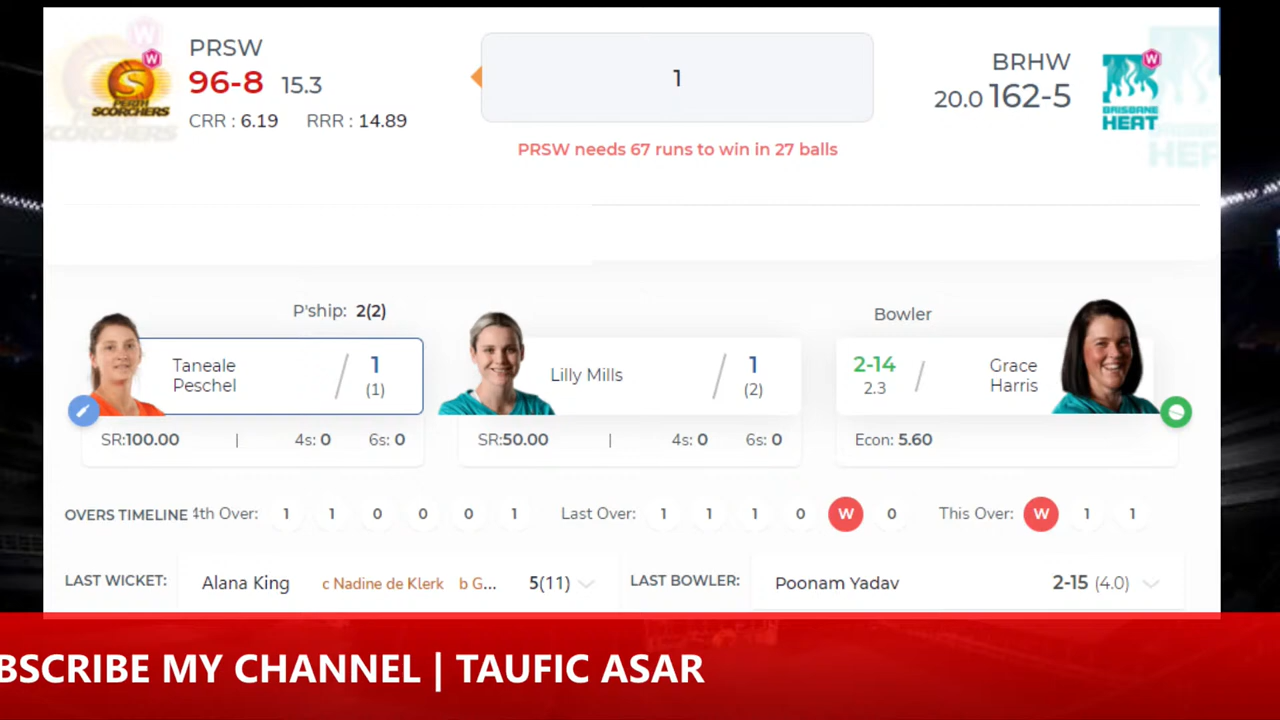 PRSW
96-8 15.3
CRR : 6.19 RRR : 14.89
W
PERTH
SCORCHERS
1
PRSW needs 67 runs to win in 27 balls
BRHW
20.0 162-5
W
BRISBANE
HEAT
P'ship: 2(2)
Taneale
Peschel
1
(1)
SR:100.00 | 4s: 0 6s: 0
Lilly Mills
1
(2)
SR:50.00 | 4s: 0 6s: 0
Bowler
2-14
2.3
Grace
Harris
Econ: 5.60
OVERS TIMELINE 4th Over: 1 1 0 0 0 1 Last Over: 1 1 1 0 W 0 This Over: W 1 1
LAST WICKET: Alana King c Nadine de Klerk b G... 5(11) LAST BOWLER: Poonam Yadav 2-15 (4.0)
BSCRIBE MY CHANNEL | TAUFIC ASAR